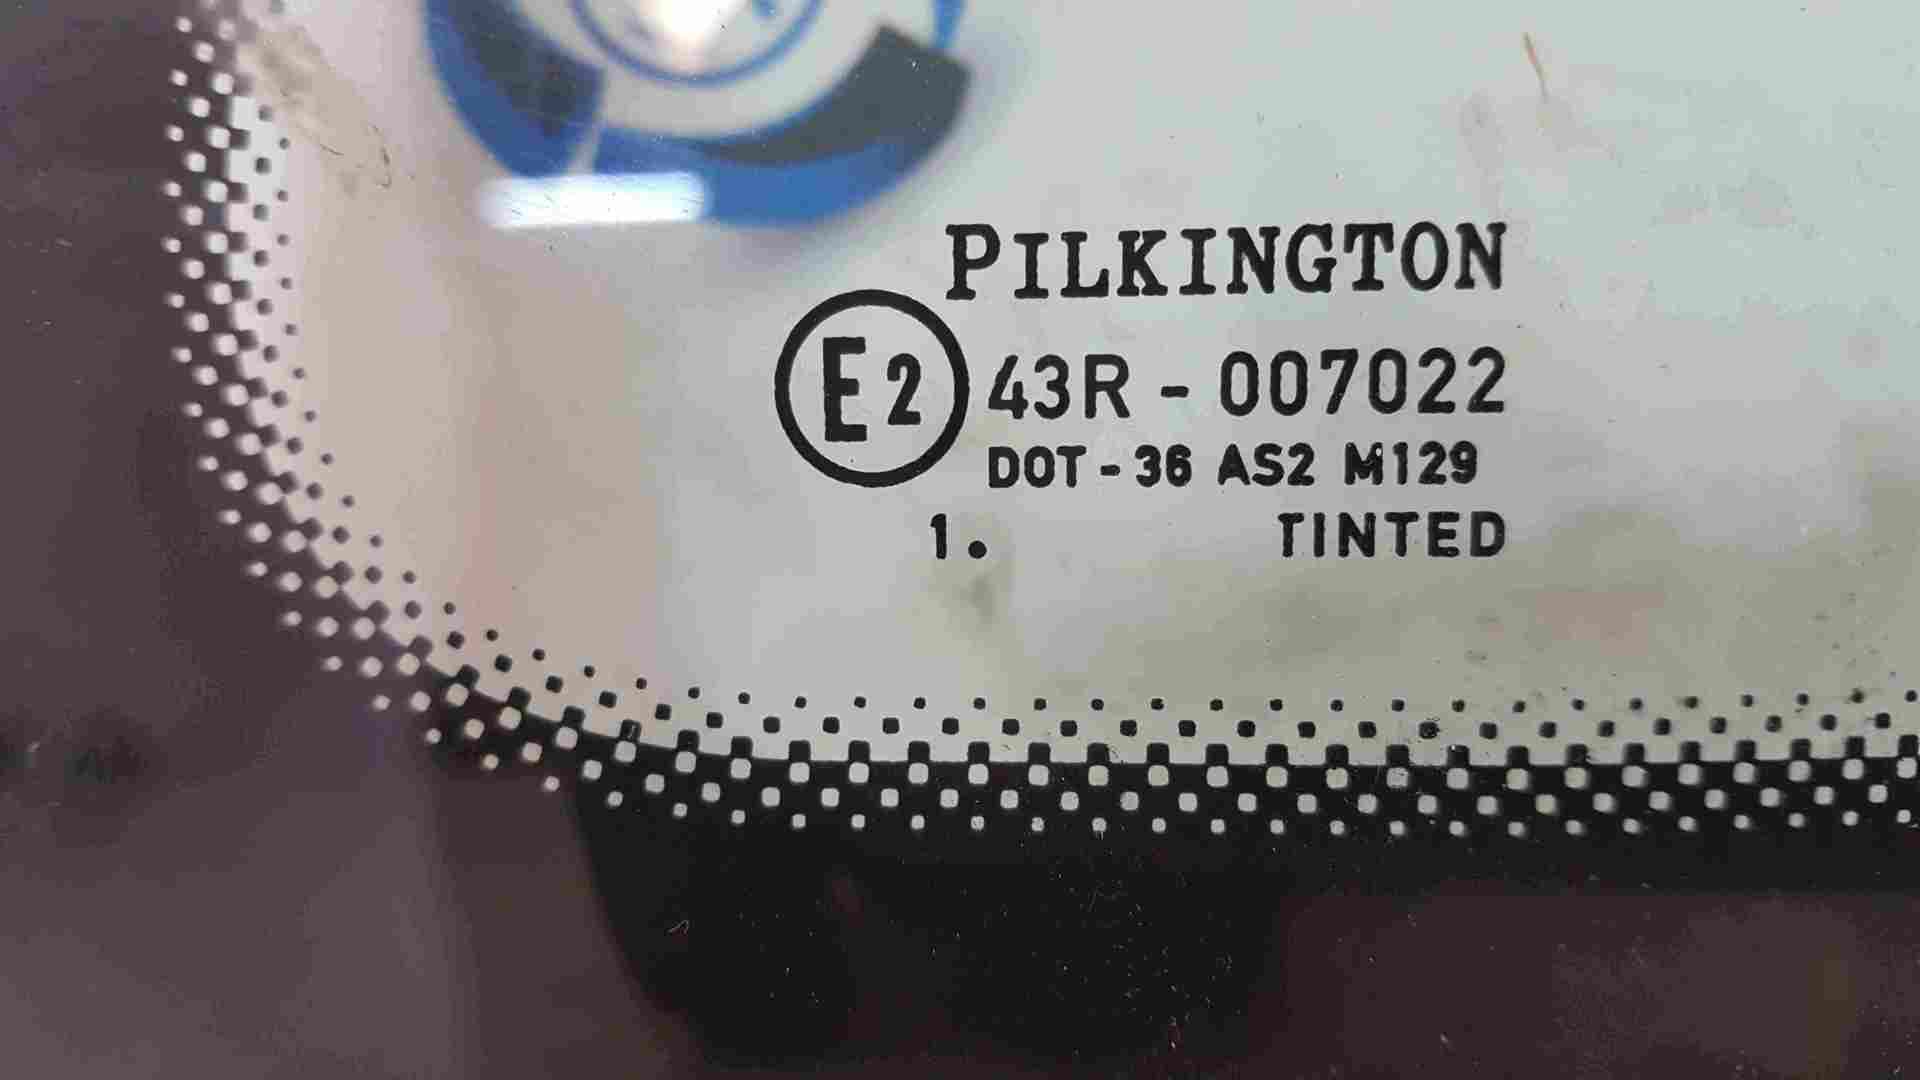 PILKINGTON
E2 43R - 007022
DOT - 36 AS2 M129
1. TINTED